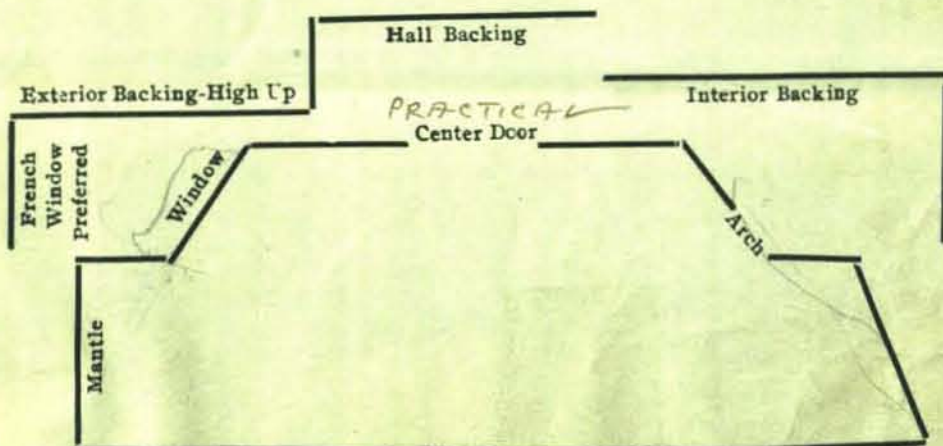 Hall Backing
Exterior Backing-High Up
Interior Backing
PRACTICAL
Center Door
French
Window
Preferred
Window
Arch
Mantle